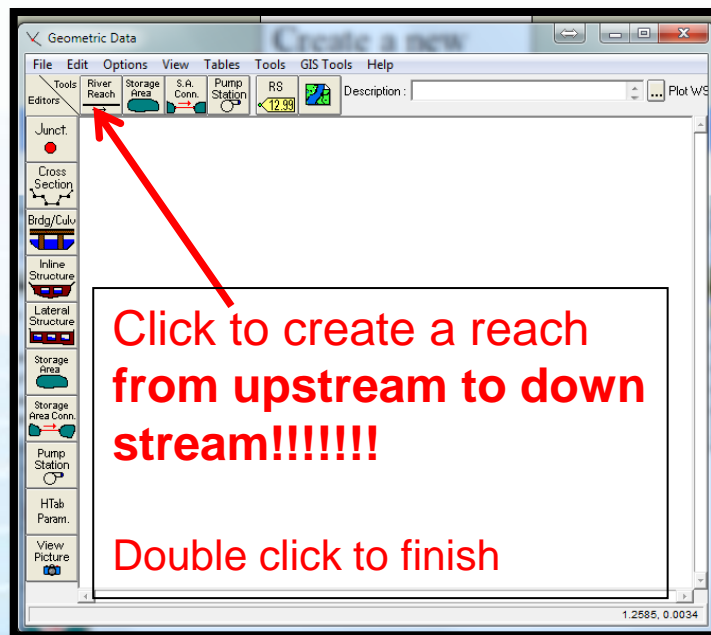 Create a new
Geometric Data
File Edit Options View Tables Tools GIS Tools Help
Tools
Editors
River Reach
Storage Area
S.A. Conn.
Pump Station
RS
12.99
Description :
...
Plot WS
Junct.
Cross
Section
Brdg/Culv
Inline
Structure
Lateral
Structure
Storage
Area
Storage
Area Conn.
Pump
Station
HTab
Param.
View
Picture
Click to create a reach
from upstream to down
stream!!!!!!!
Double click to finish
1.2585, 0.0034